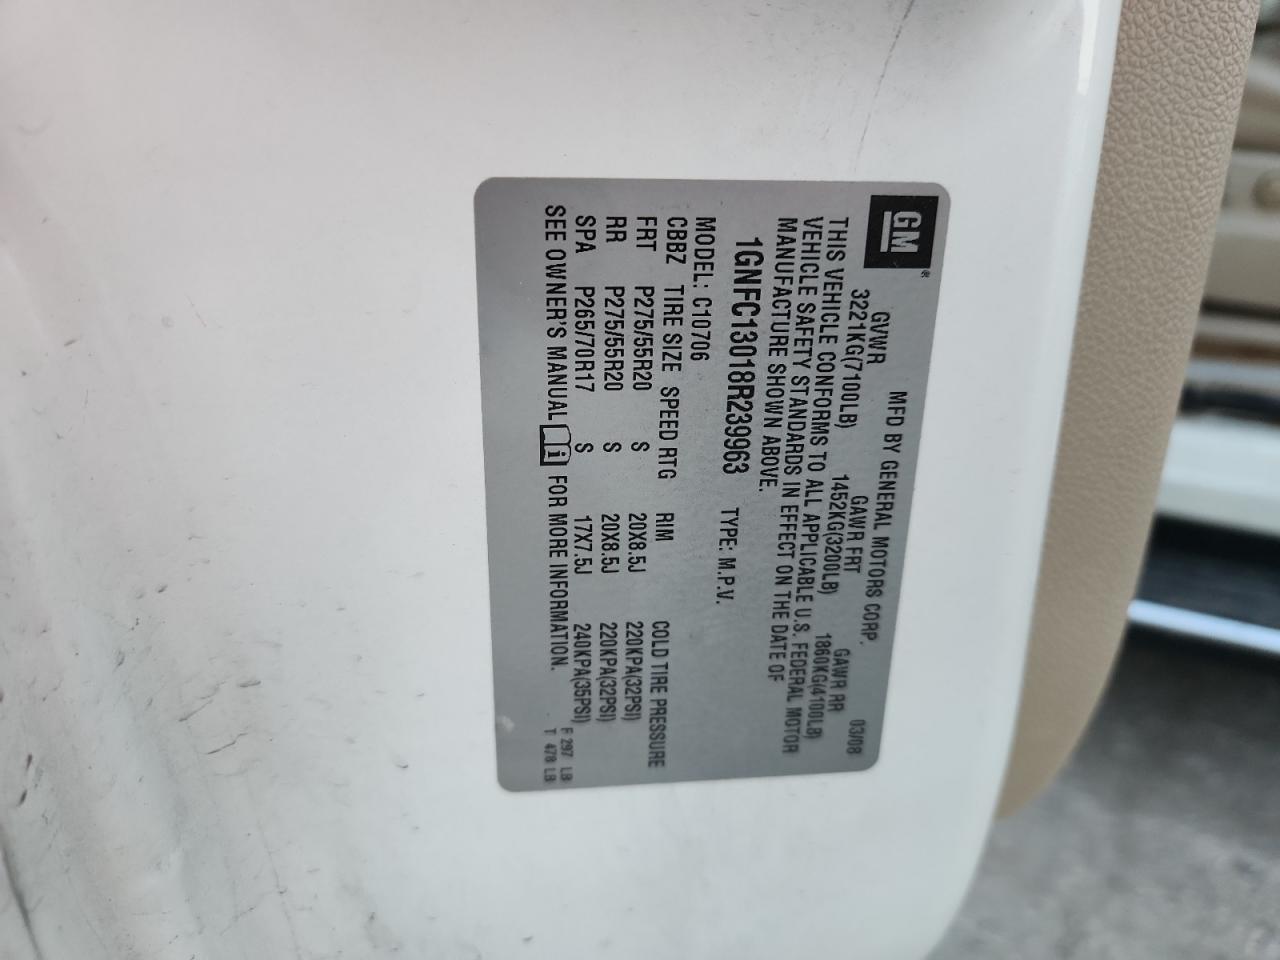 GM®
MFD BY GENERAL MOTORS CORP. 03/08
GVWR GAWR FRT GAWR RR
3221KG(7100LB) 1452KG(3200LB) 1860KG(4100LB)
THIS VEHICLE CONFORMS TO ALL APPLICABLE U.S. FEDERAL MOTOR
VEHICLE SAFETY STANDARDS IN EFFECT ON THE DATE OF
MANUFACTURE SHOWN ABOVE.
1GNFC13018R239963 TYPE: M.P.V.
MODEL: C10706
CBBZ TIRE SIZE SPEED RTG RIM COLD TIRE PRESSURE
FRT P275/55R20 S 20X8.5J 220KPA(32PSI)
RR P275/55R20 S 20X8.5J 220KPA(32PSI)
SPA P265/70R17 S 17X7.5J 240KPA(35PSI)
SEE OWNER'S MANUAL i FOR MORE INFORMATION.
F 297 LB
T 478 LB